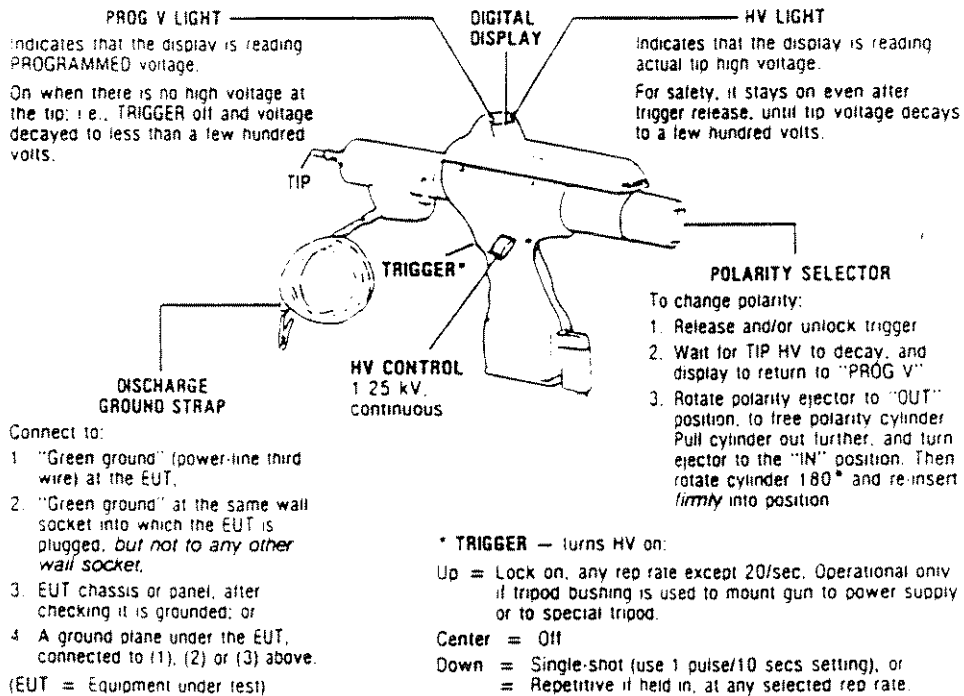 PROG V LIGHT
Indicates that the display is reading
PROGRAMMED voltage.
On when there is no high voltage at
the tip; i.e., TRIGGER off and voltage
decayed to less than a few hundred
volts.
DIGITAL
DISPLAY
HV LIGHT
Indicates that the display is reading
actual tip high voltage.
For safety, it stays on even after
trigger release, until tip voltage decays
to a few hundred volts.
TIP
TRIGGER*
HV CONTROL
1 25 kV,
continuous
POLARITY SELECTOR
To change polarity:
1. Release and/or unlock trigger
2. Wait for TIP HV to decay, and
display to return to "PROG V"
3. Rotate polarity ejector to "OUT"
position, to free polarity cylinder
Pull cylinder out further, and turn
ejector to the "IN" position. Then
rotate cylinder 180° and re-insert
firmly into position
DISCHARGE
GROUND STRAP
Connect to:
1 "Green ground" (power-line third
wire) at the EUT,
2. "Green ground" at the same wall
socket into which the EUT is
plugged, but not to any other
wall socket,
3. EUT chassis or panel, after
checking it is grounded; or
4 A ground plane under the EUT,
connected to (1), (2) or (3) above.
(EUT = Equipment under test)
* TRIGGER — turns HV on:
Up = Lock on, any rep rate except 20/sec. Operational only
if tripod bushing is used to mount gun to power supply
or to special tripod.
Center = Off
Down = Single-shot (use 1 pulse/10 secs setting), or
= Repetitive if held in, at any selected rep rate.